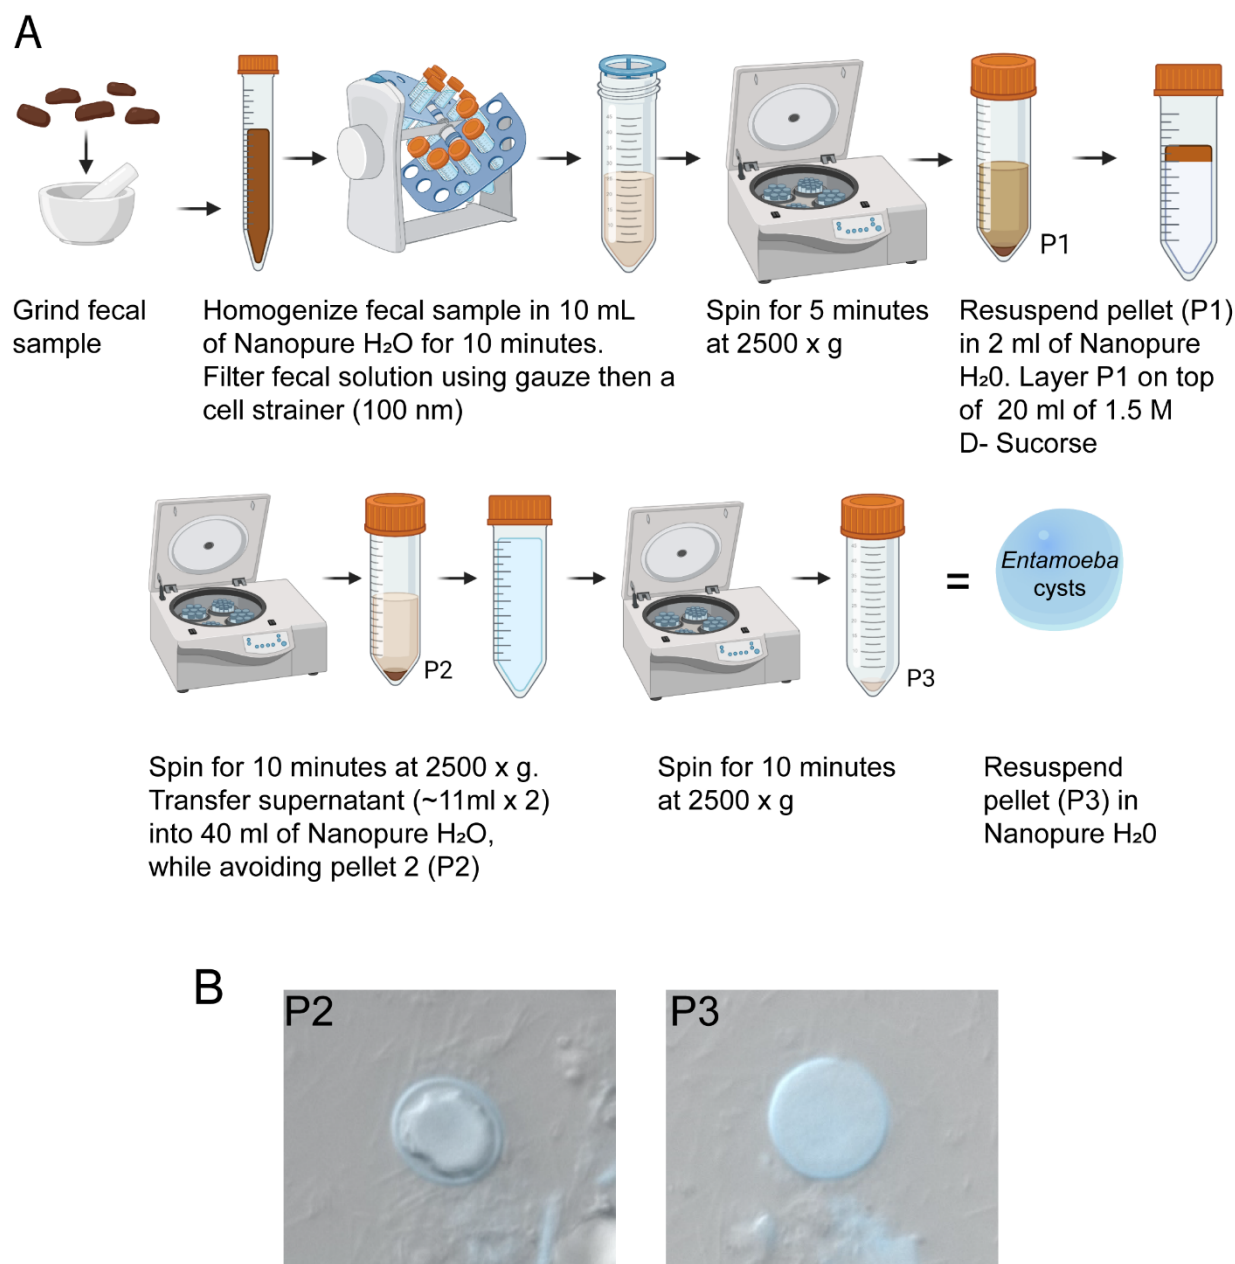 A
P1
Grind fecal
sample
Homogenize fecal sample in 10 mL
of Nanopure H₂O for 10 minutes.
Filter fecal solution using gauze then a
cell strainer (100 nm)
Spin for 5 minutes
at 2500 x g
Resuspend pellet (P1)
in 2 ml of Nanopure
H₂0. Layer P1 on top
of 20 ml of 1.5 M
D- Sucorse
P2
P3
=
Entamoeba
cysts
Spin for 10 minutes at 2500 x g.
Transfer supernatant (~11ml x 2)
into 40 ml of Nanopure H₂O,
while avoiding pellet 2 (P2)
Spin for 10 minutes
at 2500 x g
Resuspend
pellet (P3) in
Nanopure H₂0
B
P2
P3